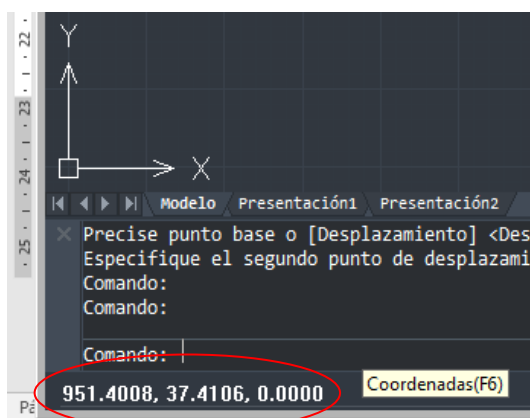 22
23
24
25
Y
X
Modelo Presentación1 Presentación2
Precise punto base o [Desplazamiento] <Des
Especifique el segundo punto de desplazami
Comando:
Comando:
Comando:
951.4008, 37.4106, 0.0000
Coordenadas(F6)
Pá